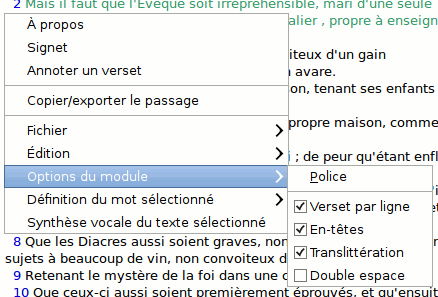 2 Mais il faut que l'Evêque soit irrépréhensible, mari d'une seule
À propos
alier , propre à enseign
Signet
iteux d'un gain
Annoter un verset
avare.
Copier/exporter le passage
on, tenant ses enfants
Fichier
propre maison, comme
Édition
; de peur qu'étant enfl
Options du module
Police
Définition du mot sélectionné
Verset par ligne
Synthèse vocale du texte sélectionné
En-têtes
8 Que les Diacres aussi soient graves, non
Translittération
sujets à beaucoup de vin, non convoiteux d
9 Retenant le mystère de la foi dans une c
Double espace
10 Que ceux-ci aussi soient premièrement éprouvés, et qu'ensuit